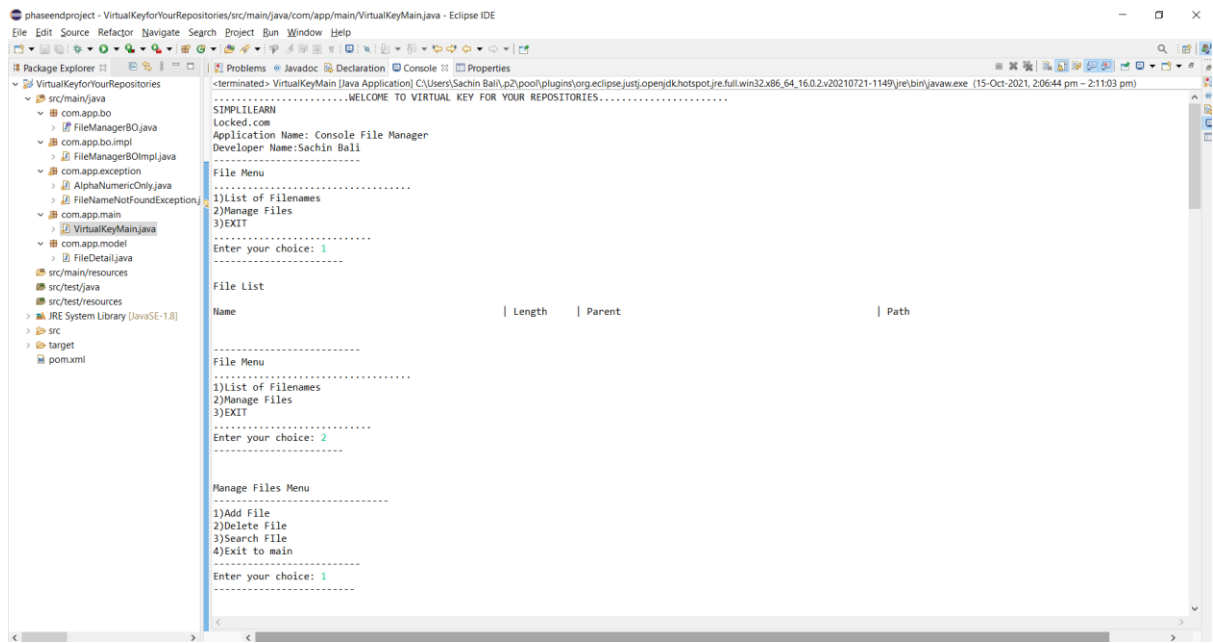 phaseendproject - VirtualKeyforYourRepositories/src/main/java/com/app/main/VirtualKeyMain.java - Eclipse IDE
File Edit Source Refactor Navigate Search Project Run Window Help
Package Explorer
Problems Javadoc Declaration Console Properties
<terminated> VirtualKeyMain [Java Application] C:\Users\Sachin Bali\.p2\pool\plugins\org.eclipse.justj.openjdk.hotspot.jre.full.win32.x86_64_16.0.2.v20210721-1149\jre\bin\javaw.exe (15-Oct-2021, 2:06:44 pm – 2:11:03 pm)
VirtualKeyforYourRepositories
src/main/java
com.app.bo
FileManagerBO.java
com.app.bo.impl
FileManagerBOImpl.java
com.app.exception
AlphaNumericOnly.java
FileNameNotFoundException.j
com.app.main
VirtualKeyMain.java
com.app.model
FileDetail.java
src/main/resources
src/test/java
src/test/resources
JRE System Library [JavaSE-1.8]
src
target
pom.xml
........................WELCOME TO VIRTUAL KEY FOR YOUR REPOSITORIES.......................
SIMPLILEARN
Locked.com
Application Name: Console File Manager
Developer Name:Sachin Bali
--------------------------
File Menu
...................................
1)List of Filenames
2)Manage Files
3)EXIT
............................
Enter your choice: 1
-----------------------
File List
Name | Length | Parent | Path
--------------------------
File Menu
...................................
1)List of Filenames
2)Manage Files
3)EXIT
............................
Enter your choice: 2
-----------------------
Manage Files Menu
-------------------------------
1)Add File
2)Delete File
3)Search FIle
4)Exit to main
--------------------------
Enter your choice: 1
-------------------------